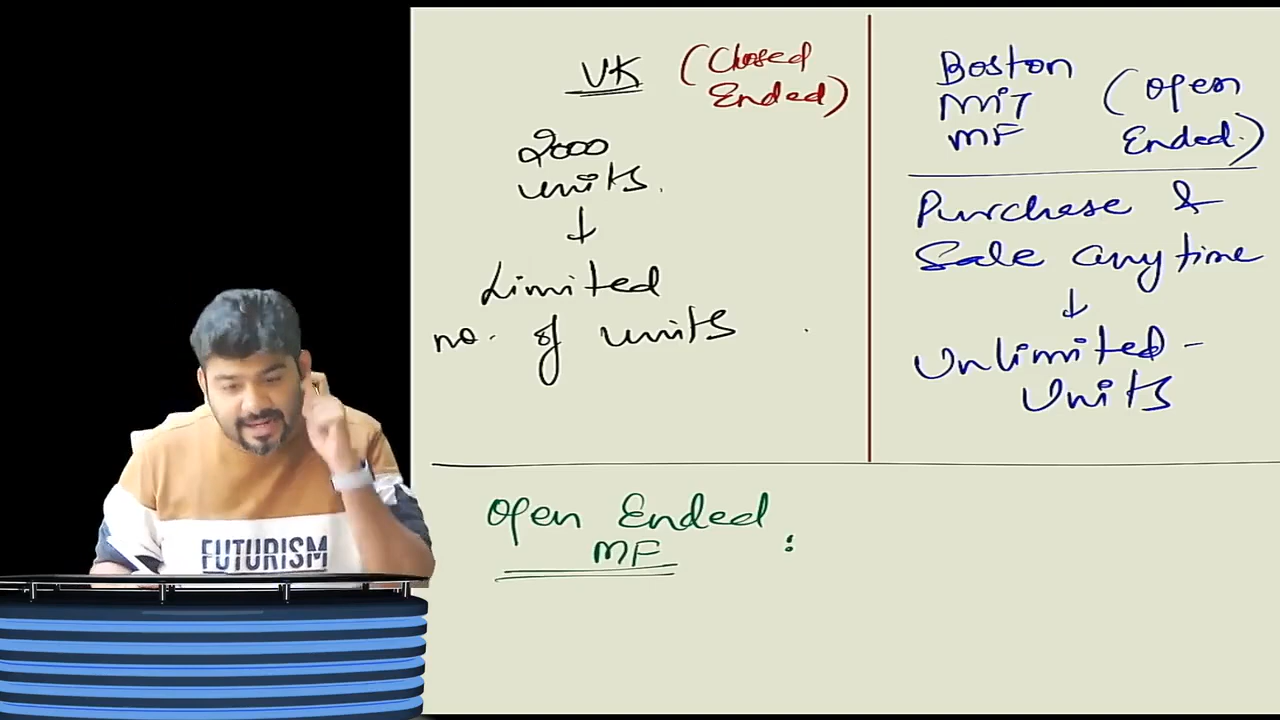 UK (Closed
Ended)
2000
units.
↓
Limited
no. of units
Boston
MIT (Open
MF Ended.)
Purchase &
Sale anytime
↓
Unlimited -
Units
Open Ended
MF :
FUTURISM